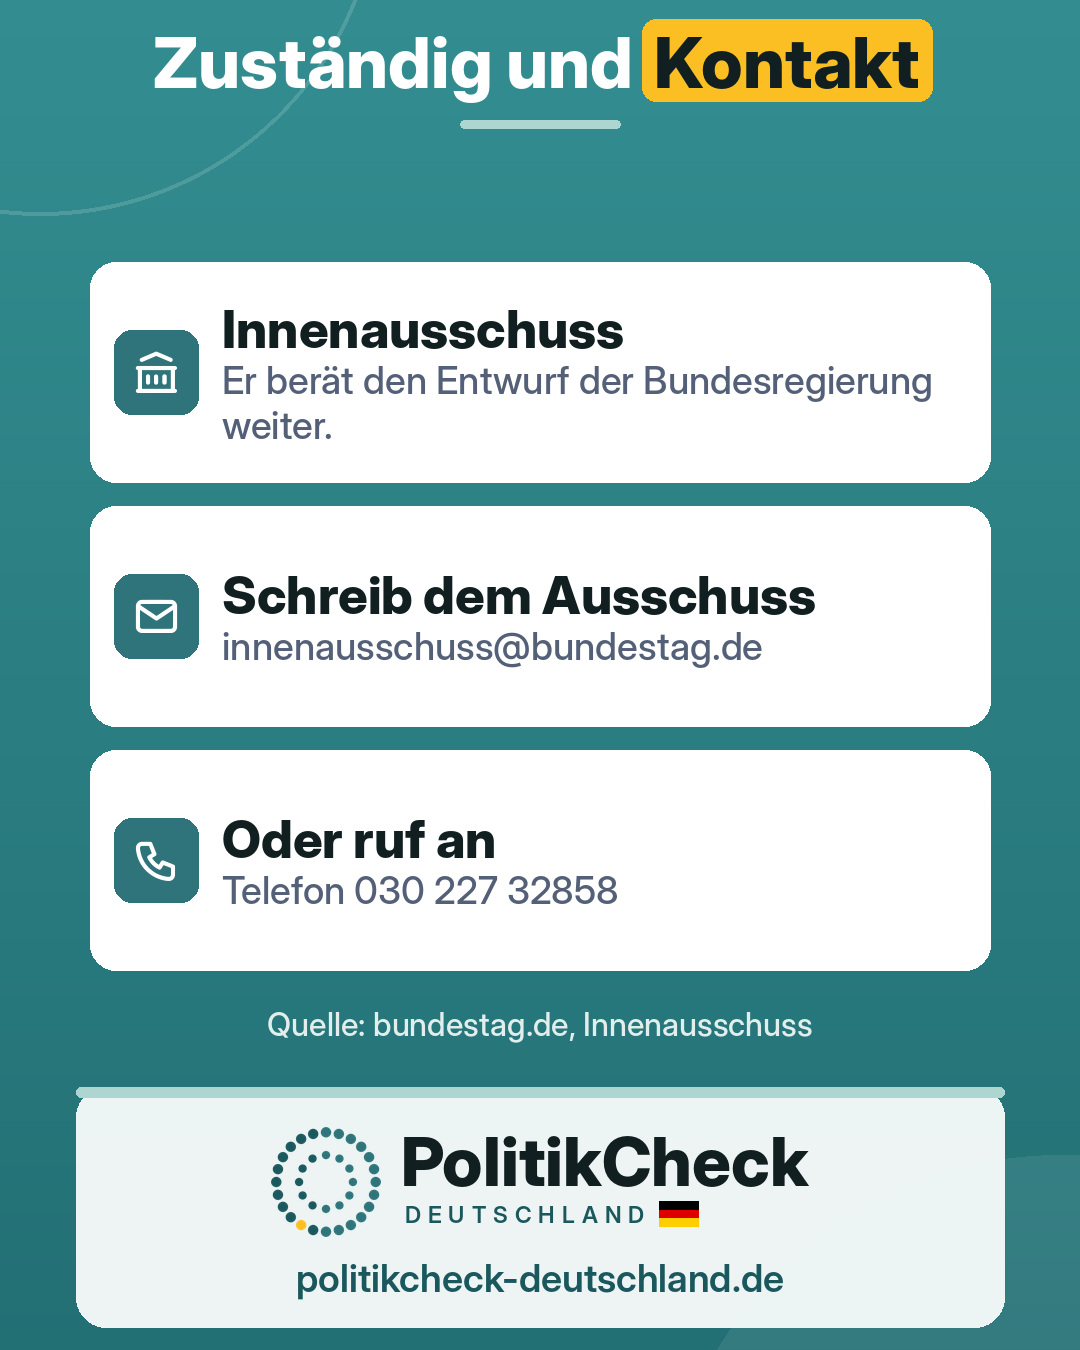 Zuständig und Kontakt
Innenausschuss
Er berät den Entwurf der Bundesregierung
weiter.
Schreib dem Ausschuss
innenausschuss@bundestag.de
Oder ruf an
Telefon 030 227 32858
Quelle: bundestag.de, Innenausschuss
PolitikCheck
DEUTSCHLAND
politikcheck-deutschland.de